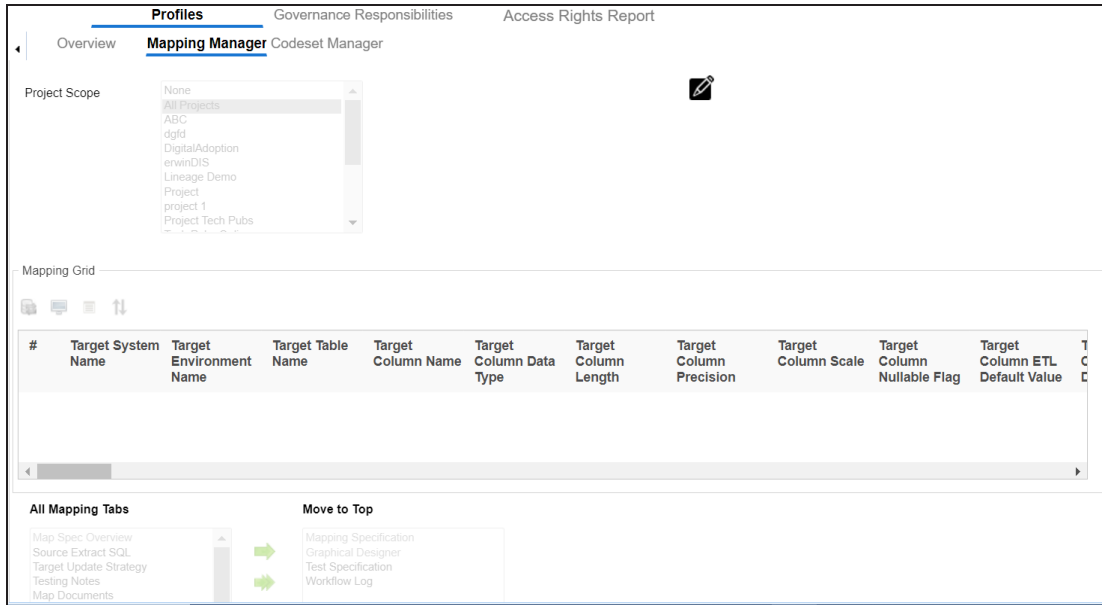 Profiles Governance Responsibilities Access Rights Report
Overview Mapping Manager Codeset Manager
Project Scope
None
All Projects
ABC
dgfd
DigitalAdoption
erwinDIS
Lineage Demo
Project
project 1
Project Tech Pubs
Mapping Grid
# Target System Name Target Environment Name Target Table Name Target Column Name Target Column Data Type Target Column Length Target Column Precision Target Column Scale Target Column Nullable Flag Target Column ETL Default Value
All Mapping Tabs Move to Top
Map Spec Overview Mapping Specification
Source Extract SQL Graphical Designer
Target Update Strategy Test Specification
Testing Notes Workflow Log
Map Documents